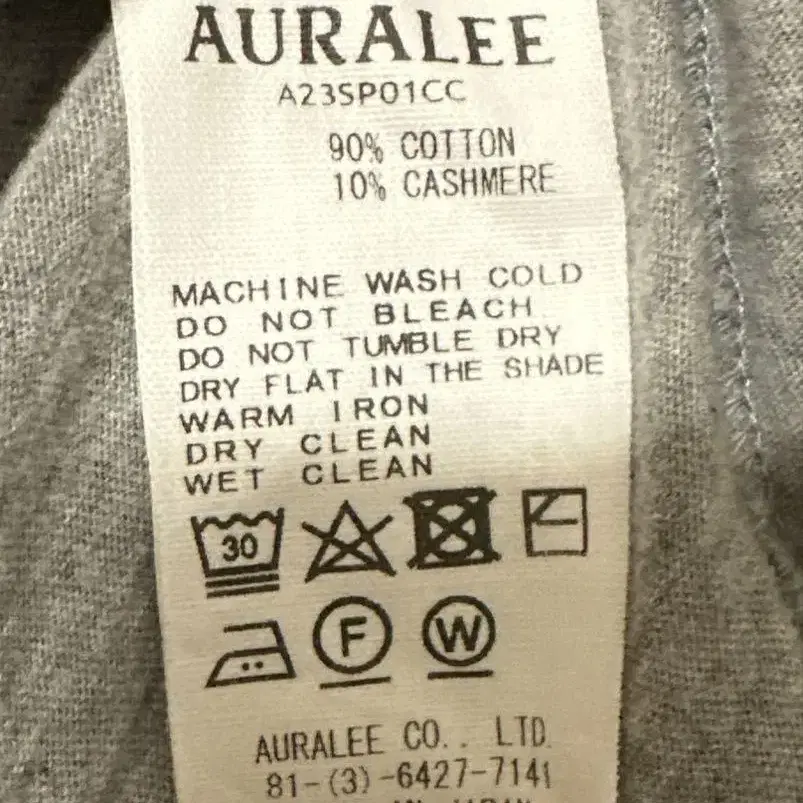 AURALEE
A23SP01CC
90% COTTON
10% CASHMERE
MACHINE WASH COLD
DO NOT BLEACH
DO NOT TUMBLE DRY
DRY FLAT IN THE SHADE
WARM IRON
DRY CLEAN
WET CLEAN
30
F W
AURALEE CO., LTD.
81-(3)-6427-7141